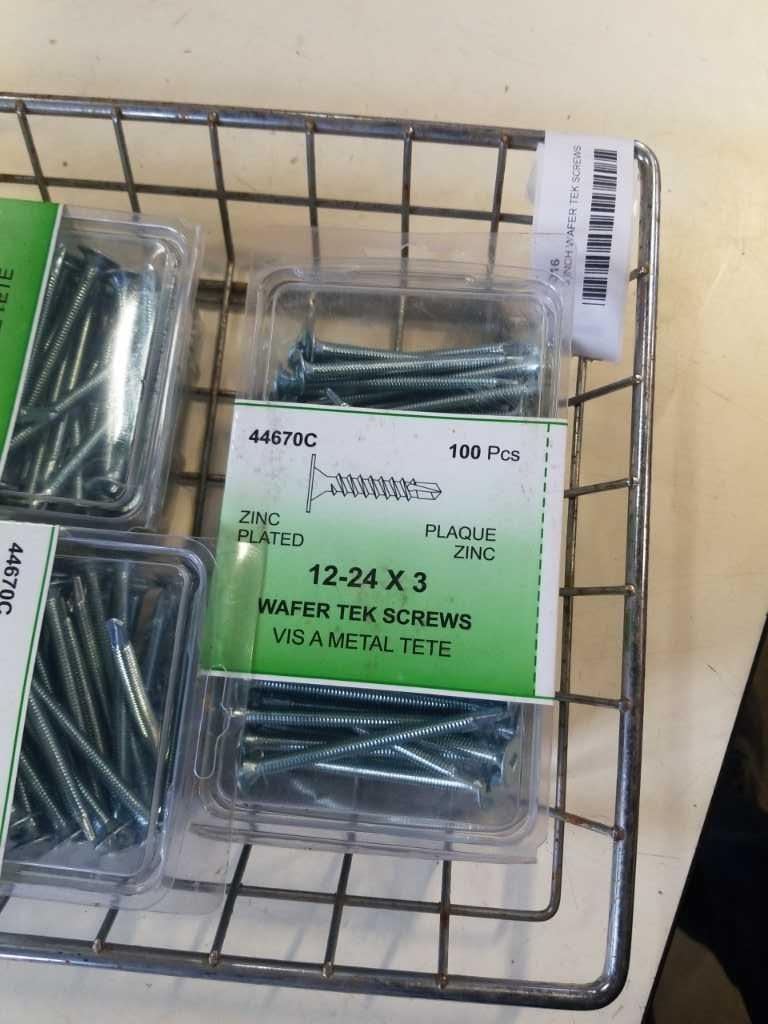 44670C
100 Pcs
ZINC
PLATED
PLAQUE
ZINC
12-24 X 3
WAFER TEK SCREWS
VIS A METAL TETE
INCH WAFER TEK SCREWS
44670C
TETE